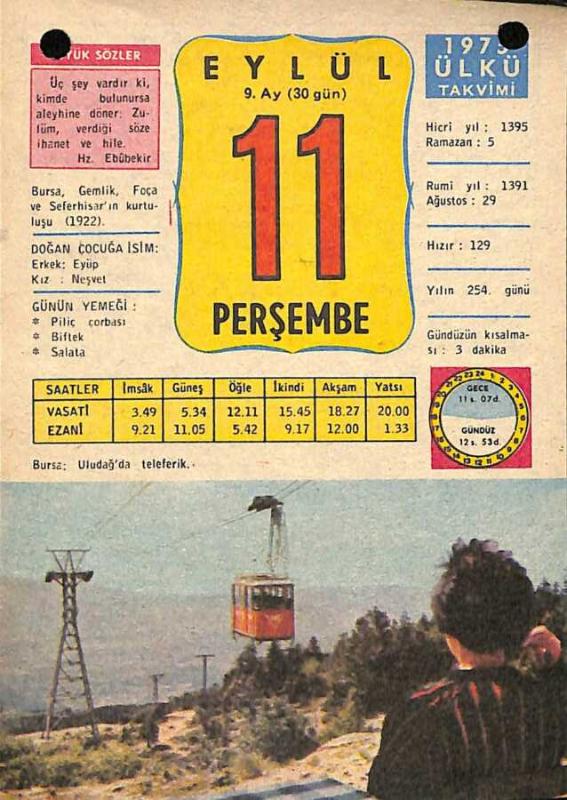 YÜK SÖZLER
Üç şey vardır ki,
kimde bulunursa
aleyhine döner: Zu-
lüm, verdiği söze
ihanet ve hile.
Hz. Ebûbekir
Bursa, Gemlik, Foça
ve Seferhisar'ın kurtu-
luşu (1922).
DOĞAN ÇOCUĞA İSİM:
Erkek: Eyüp
Kız : Neşvet
GÜNÜN YEMEĞİ :
* Piliç çorbası
* Biftek
* Salata
EYLÜL
9. Ay (30 gün)
11
PERŞEMBE
1975
ÜLKÜ
TAKVİMİ
Hicri yıl : 1395
Ramazan : 5
Rumi yıl : 1391
Ağustos : 29
Hızır : 129
Yılın 254. günü
Gündüzün kısalma-
sı : 3 dakika
SAATLER İmsâk Güneş Öğle İkindi Akşam Yatsı
VASATİ 3.49 5.34 12.11 15.45 18.27 20.00
EZANİ 9.21 11.05 5.42 9.17 12.00 1.33
GECE
11 s. 07d.
GÜNDÜZ
12 s. 53d.
Bursa: Uludağ'da teleferik.